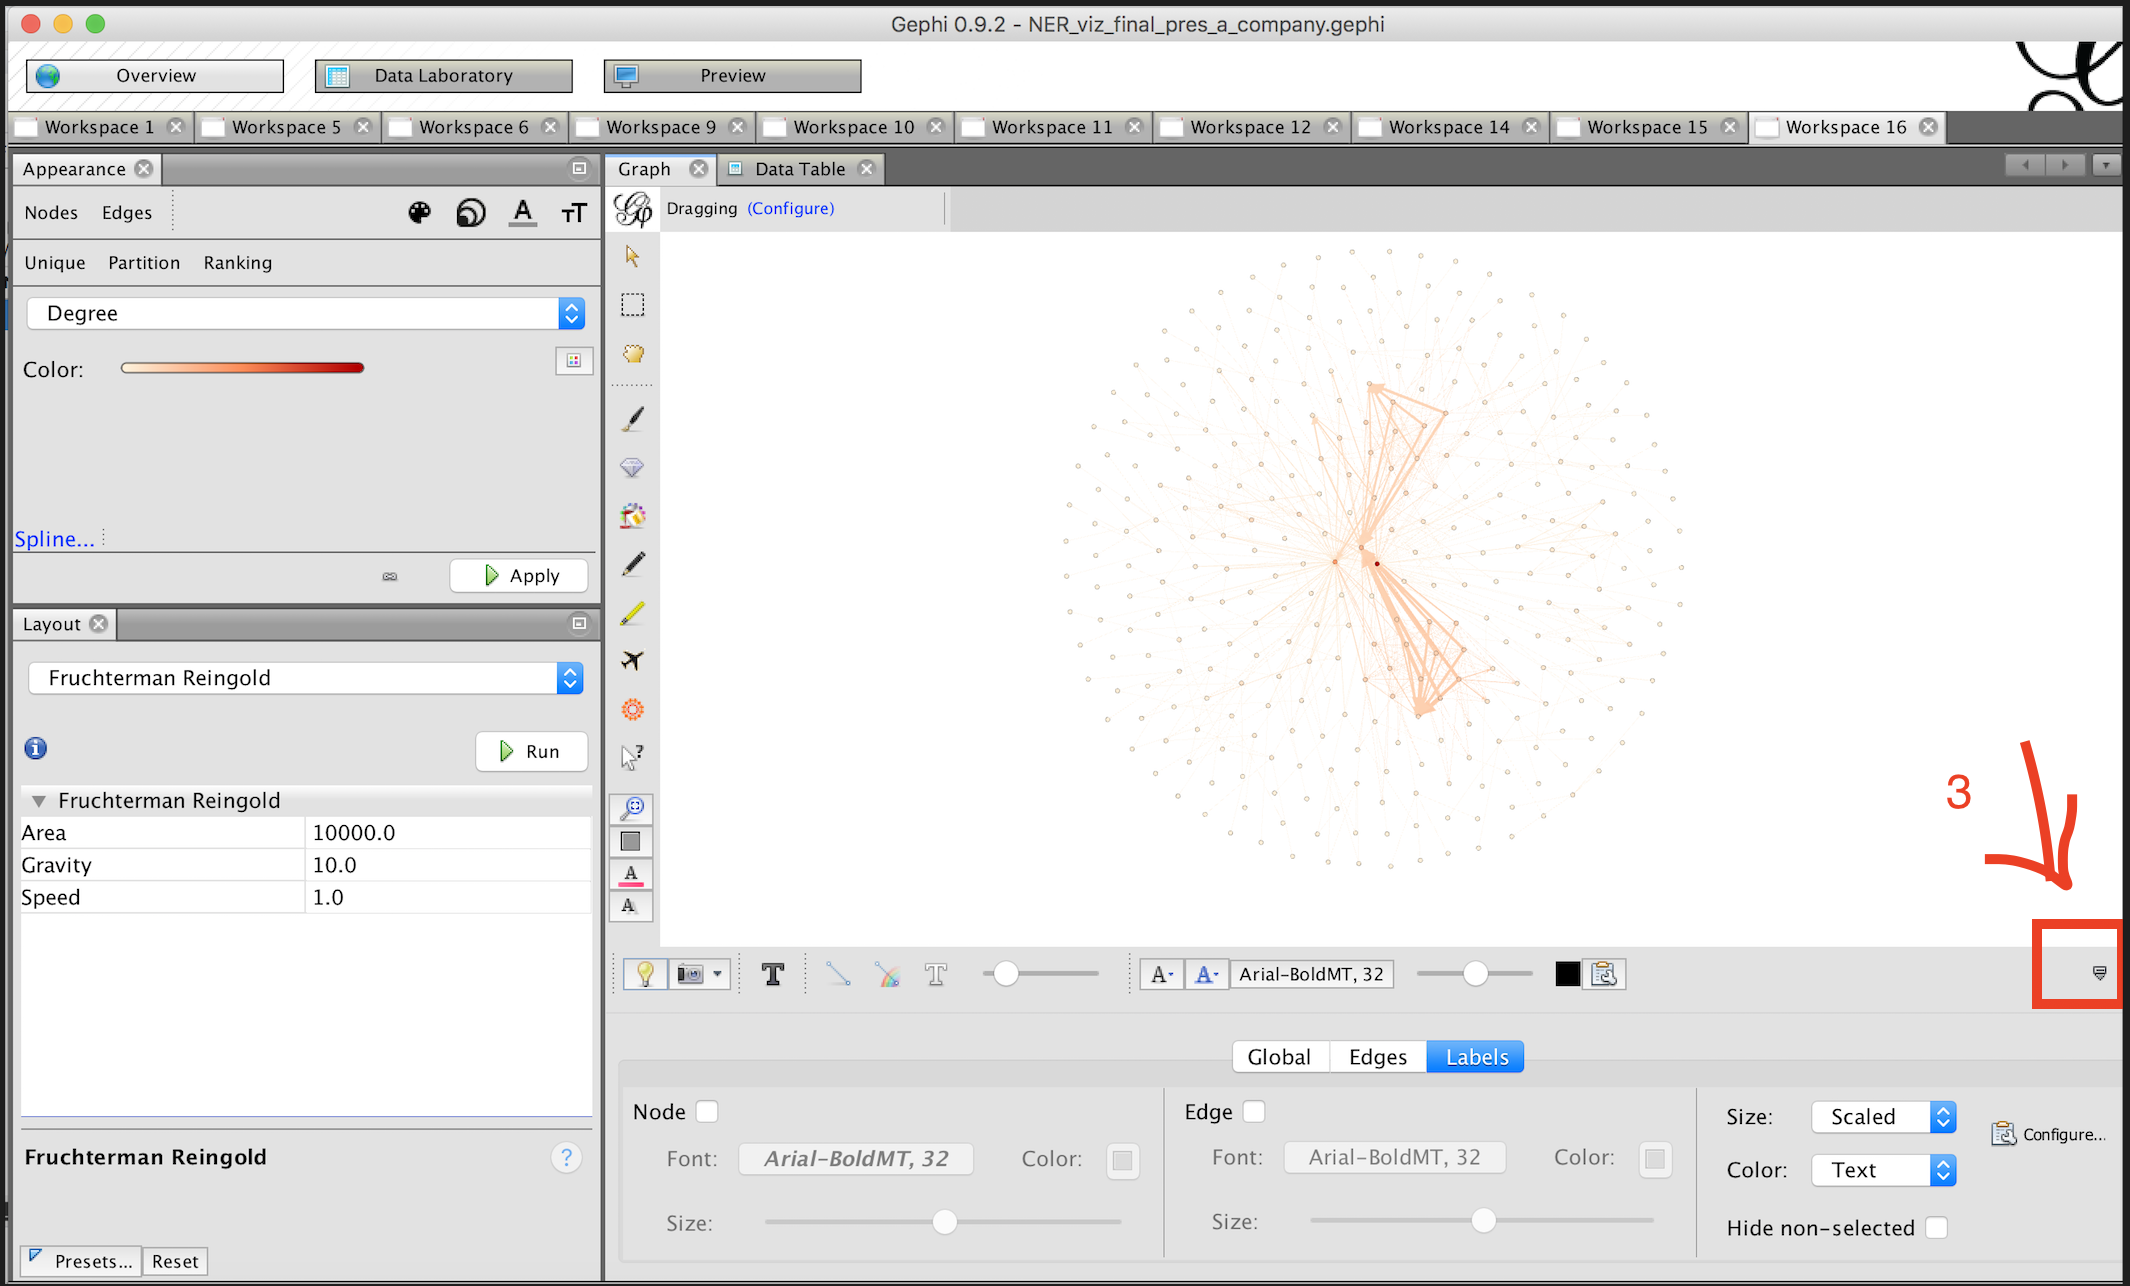 Gephi 0.9.2 - NER_viz_final_pres_a_company.gephi
Overview Data Laboratory Preview
Workspace 1 Workspace 5 Workspace 6 Workspace 9 Workspace 10 Workspace 11 Workspace 12 Workspace 14 Workspace 15 Workspace 16
Appearance
Nodes Edges A TT
Unique Partition Ranking
Degree
Color:
Spline...
Apply
Layout
Fruchterman Reingold
Run
Fruchterman Reingold
Area 10000.0
Gravity 10.0
Speed 1.0
Fruchterman Reingold ?
Presets... Reset
Graph Data Table
Dragging (Configure)
?
A
A
3
T T A A Arial-BoldMT, 32
Global Edges Labels
Node
Font: Arial-BoldMT, 32 Color:
Size:
Edge
Font: Arial-BoldMT, 32 Color:
Size:
Size: Scaled
Configure...
Color: Text
Hide non-selected